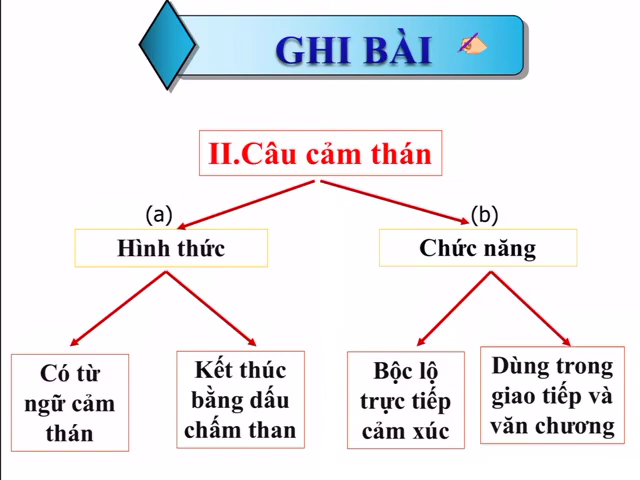 GHI BÀI
II.Câu cảm thán
(a)
(b)
Hình thức
Chức năng
Có từ
ngữ cảm
thán
Kết thúc
bằng dấu
chấm than
Bộc lộ
trực tiếp
cảm xúc
Dùng trong
giao tiếp và
văn chương